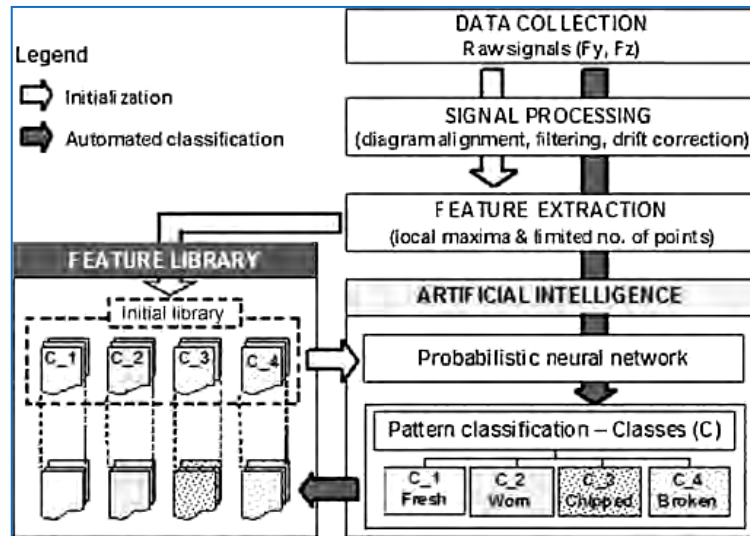 DATA COLLECTION
Raw signals (Fy, Fz)
Legend
Initialization
Automated classification
SIGNAL PROCESSING
(diagram alignment, filtering, drift correction)
FEATURE EXTRACTION
(local maxima & limited no. of points)
FEATURE LIBRARY
Initial library
C_1 C_2 C_3 C_4
ARTIFICIAL INTELLIGENCE
Probabilistic neural network
Pattern classification – Classes (C)
C_1 C_2 C_3 C_4
Fresh Worn Chipped Broken